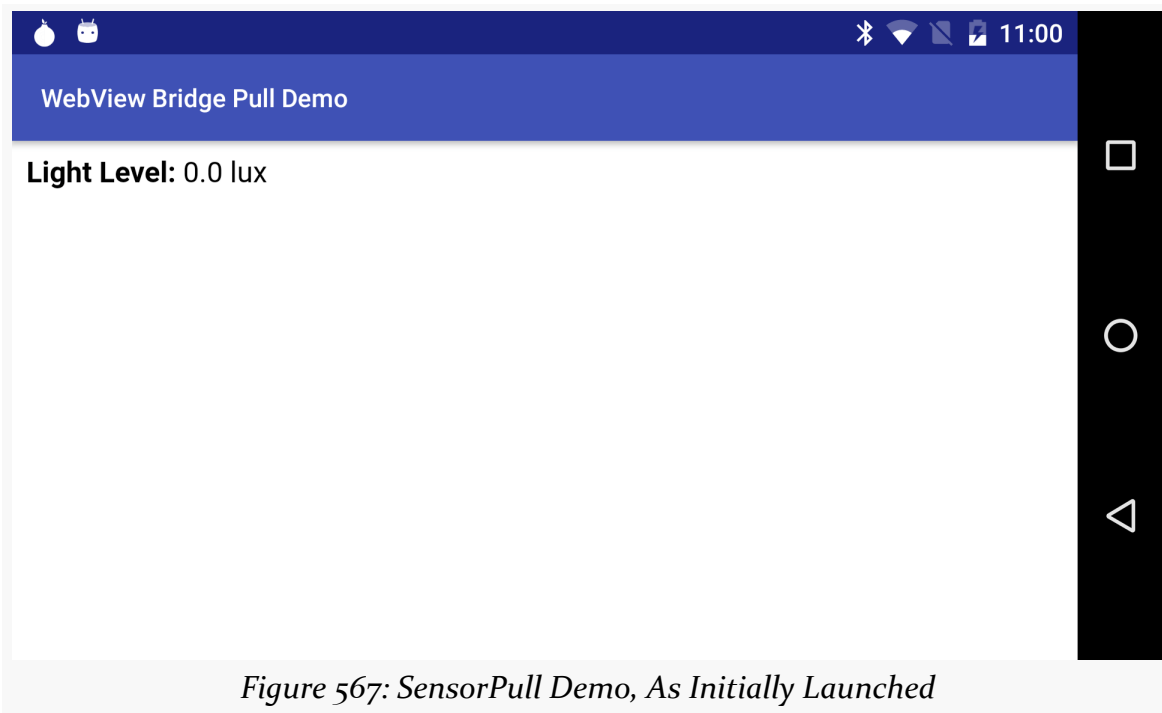 11:00
WebView Bridge Pull Demo
Light Level: 0.0 lux
Figure 567: SensorPull Demo, As Initially Launched